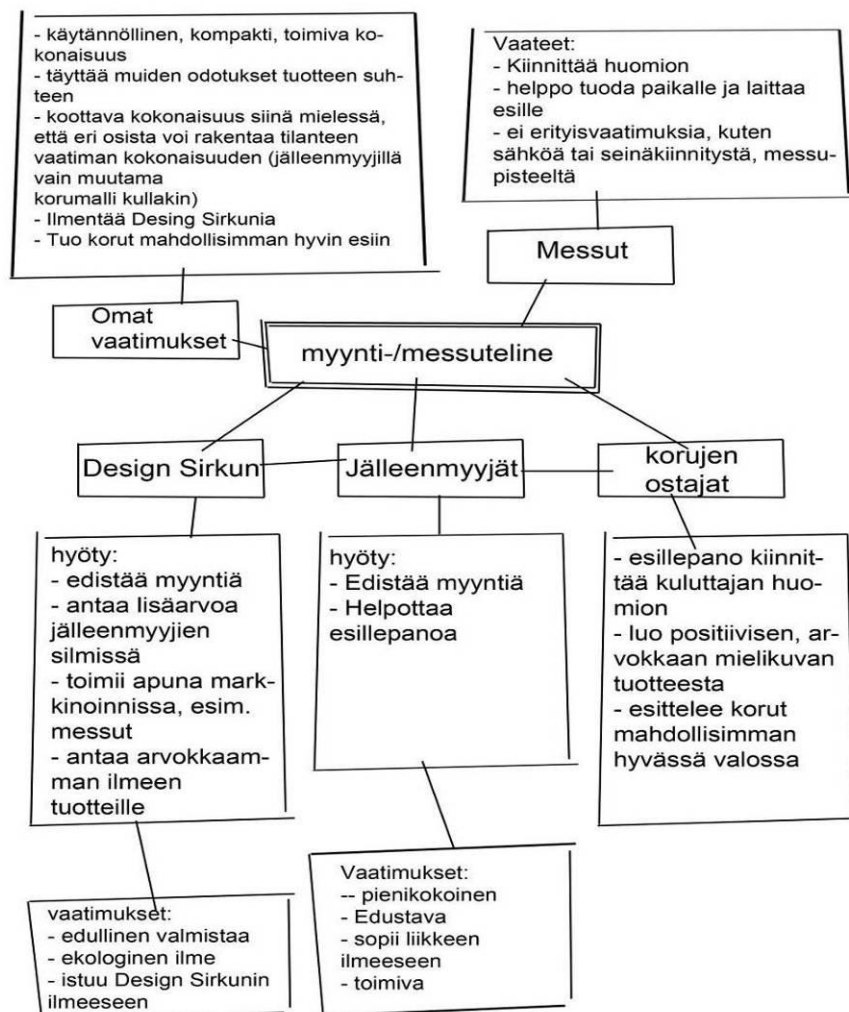 - käytännöllinen, kompakti, toimiva ko-
konaisuus
- täyttää muiden odotukset tuotteen suh-
teen
- koottava kokonaisuus siinä mielessä,
että eri osista voi rakentaa tilanteen
vaatiman kokonaisuuden (jälleenmyyjillä
vain muutama
korumalli kullakin)
- Ilmentää Desing Sirkunia
- Tuo korut mahdollisimman hyvin esiin
Vaateet:
- Kiinnittää huomion
- helppo tuoda paikalle ja laittaa
esille
- ei erityisvaatimuksia, kuten
sähköä tai seinäkiinnitystä, messu-
pisteeltä
Messut
Omat
vaatimukset
myynti-/messuteline
Design Sirkun
Jälleenmyyjät
korujen
ostajat
hyöty:
- edistää myyntiä
- antaa lisäarvoa
jälleenmyyjien
silmissä
- toimii apuna mark-
kinoinnissa, esim.
messut
- antaa arvokkaam-
man ilmeen
tuotteille
hyöty:
- Edistää myyntiä
- Helpottaa
esillepanoa
- esillepano kiinnit-
tää kuluttajan huo-
mion
- luo positiivisen, ar-
vokkaan mielikuvan
tuotteesta
- esittelee korut
mahdollisimman
hyvässä valossa
vaatimukset:
- edullinen valmistaa
- ekologinen ilme
- istuu Design Sirkunin
ilmeeseen
Vaatimukset:
-- pienikokoinen
- Edustava
- sopii liikkeen
ilmeeseen
- toimiva